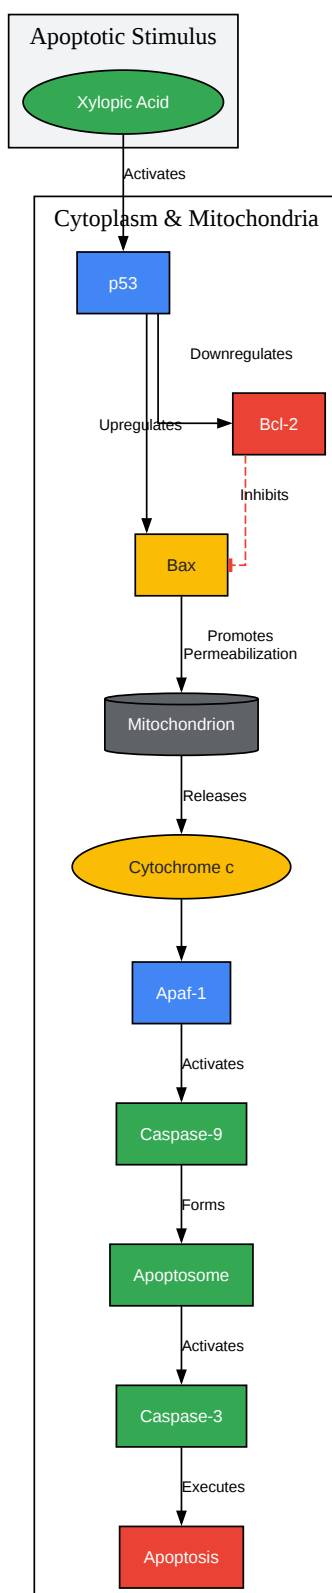 Apoptotic Stimulus
Xylopic Acid
Activates
Cytoplasm & Mitochondria
p53
Downregulates
Upregulates
Bcl-2
Inhibits
Bax
Promotes
Permeabilization
Mitochondrion
Releases
Cytochrome c
Apaf-1
Activates
Caspase-9
Forms
Apoptosome
Activates
Caspase-3
Executes
Apoptosis